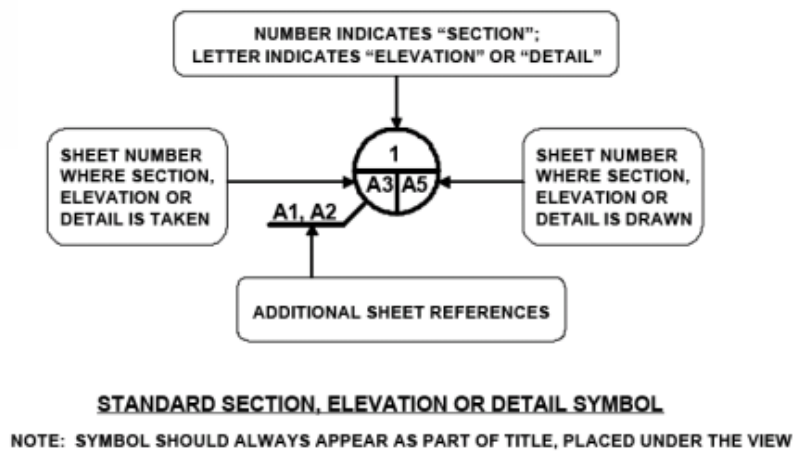 NUMBER INDICATES “SECTION”;
LETTER INDICATES “ELEVATION” OR “DETAIL”
SHEET NUMBER
WHERE SECTION,
ELEVATION OR
DETAIL IS TAKEN
1
A3 A5
A1, A2
SHEET NUMBER
WHERE SECTION,
ELEVATION OR
DETAIL IS DRAWN
ADDITIONAL SHEET REFERENCES
STANDARD SECTION, ELEVATION OR DETAIL SYMBOL
NOTE: SYMBOL SHOULD ALWAYS APPEAR AS PART OF TITLE, PLACED UNDER THE VIEW